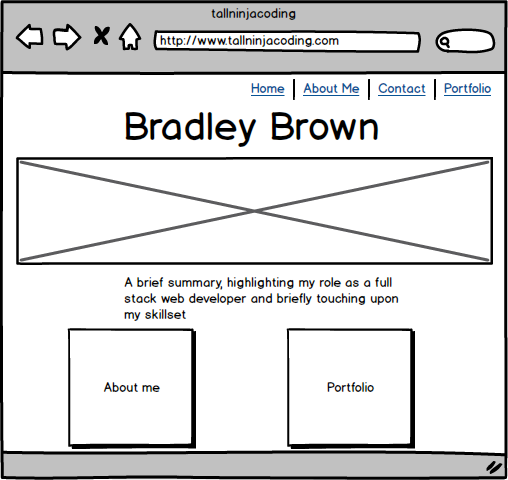 tallninjacoding
http://www.tallninjacoding.com
Home About Me Contact Portfolio
Bradley Brown
A brief summary, highlighting my role as a full
stack web developer and briefly touching upon
my skillset
About me
Portfolio